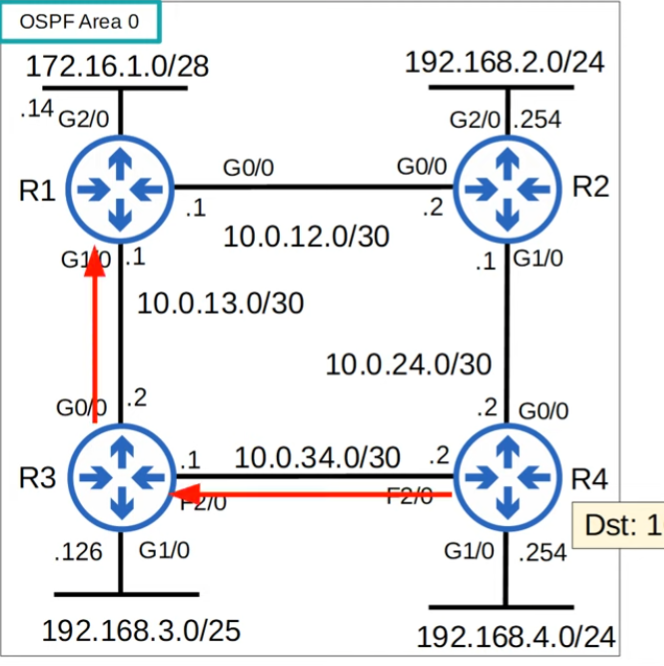 OSPF Area 0
172.16.1.0/28
192.168.2.0/24
.14
G2/0
G2/0
.254
R1
G0/0
G0/0
R2
.1
.2
10.0.12.0/30
G1/0
.1
.1
G1/0
10.0.13.0/30
10.0.24.0/30
G0/0
.2
.2
G0/0
R3
.1
10.0.34.0/30
.2
R4
F2/0
F2/0
Dst: 1
.126
G1/0
G1/0
.254
192.168.3.0/25
192.168.4.0/24